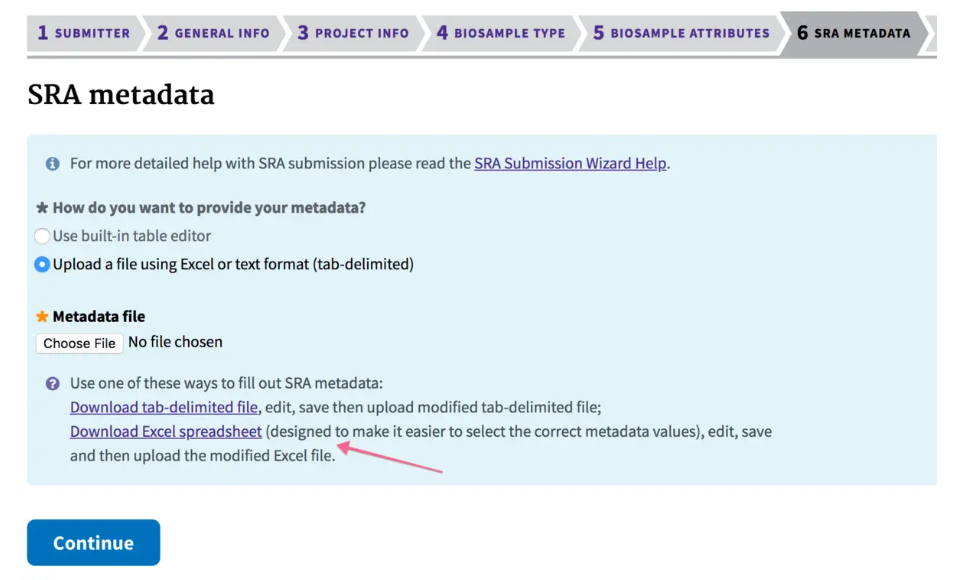 1 SUBMITTER 2 GENERAL INFO 3 PROJECT INFO 4 BIOSAMPLE TYPE 5 BIOSAMPLE ATTRIBUTES 6 SRA METADATA
SRA metadata
For more detailed help with SRA submission please read the SRA Submission Wizard Help.
* How do you want to provide your metadata?
Use built-in table editor
Upload a file using Excel or text format (tab-delimited)
* Metadata file
Choose File No file chosen
? Use one of these ways to fill out SRA metadata:
Download tab-delimited file, edit, save then upload modified tab-delimited file;
Download Excel spreadsheet (designed to make it easier to select the correct metadata values), edit, save
and then upload the modified Excel file.
Continue